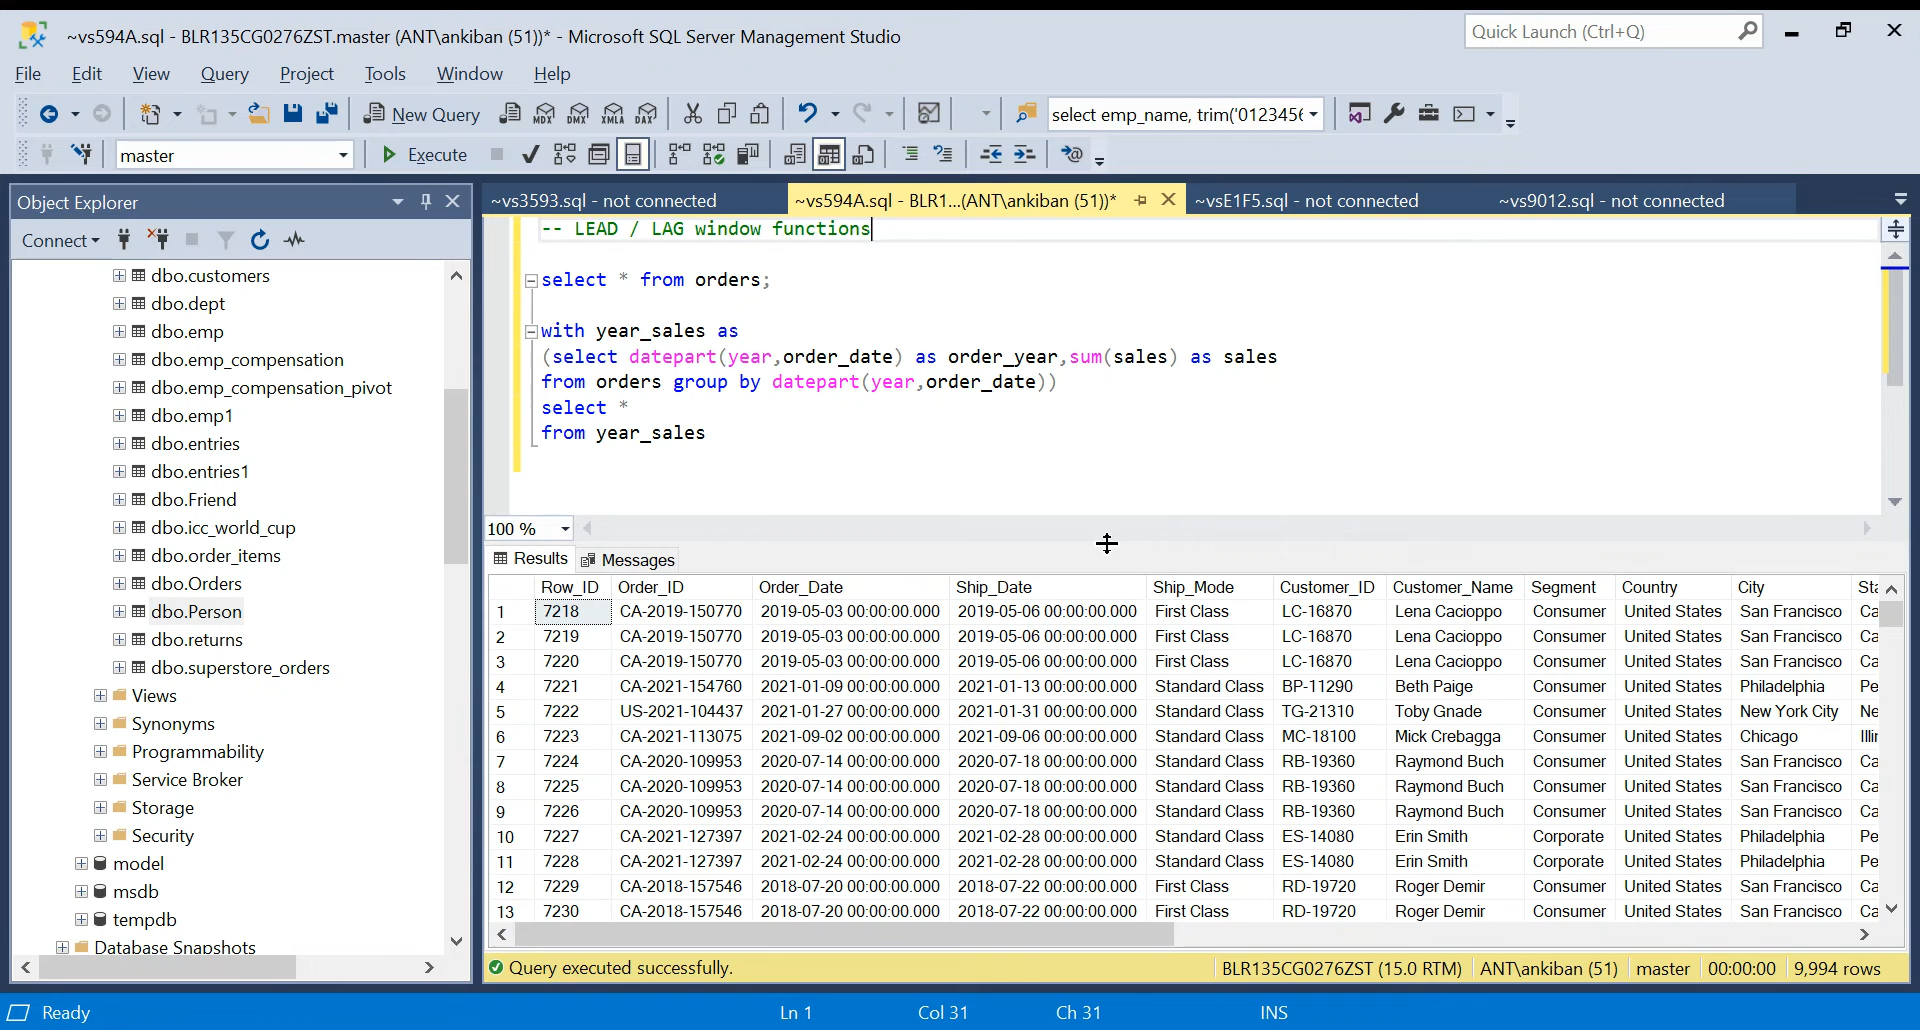 ~vs594A.sql - BLR135CG0276ZST.master (ANT\ankiban (51))* - Microsoft SQL Server Management Studio
Quick Launch (Ctrl+Q)
File Edit View Query Project Tools Window Help
New Query MDX DMX XMLA DAX select emp_name, trim('0123456
master Execute
Object Explorer
Connect
dbo.customers
dbo.dept
dbo.emp
dbo.emp_compensation
dbo.emp_compensation_pivot
dbo.emp1
dbo.entries
dbo.entries1
dbo.Friend
dbo.icc_world_cup
dbo.order_items
dbo.Orders
dbo.Person
dbo.returns
dbo.superstore_orders
Views
Synonyms
Programmability
Service Broker
Storage
Security
model
msdb
tempdb
Database Snapshots
~vs3593.sql - not connected ~vs594A.sql - BLR1...(ANT\ankiban (51))* ~vsE1F5.sql - not connected ~vs9012.sql - not connected
-- LEAD / LAG window functions
select * from orders;
with year_sales as
(select datepart(year,order_date) as order_year,sum(sales) as sales
from orders group by datepart(year,order_date))
select *
from year_sales
100 %
Results Messages
Row_ID Order_ID Order_Date Ship_Date Ship_Mode Customer_ID Customer_Name Segment Country City Sta
1 7218 CA-2019-150770 2019-05-03 00:00:00.000 2019-05-06 00:00:00.000 First Class LC-16870 Lena Cacioppo Consumer United States San Francisco Ca
2 7219 CA-2019-150770 2019-05-03 00:00:00.000 2019-05-06 00:00:00.000 First Class LC-16870 Lena Cacioppo Consumer United States San Francisco Ca
3 7220 CA-2019-150770 2019-05-03 00:00:00.000 2019-05-06 00:00:00.000 First Class LC-16870 Lena Cacioppo Consumer United States San Francisco Ca
4 7221 CA-2021-154760 2021-01-09 00:00:00.000 2021-01-13 00:00:00.000 Standard Class BP-11290 Beth Paige Consumer United States Philadelphia Pe
5 7222 US-2021-104437 2021-01-27 00:00:00.000 2021-01-31 00:00:00.000 Standard Class TG-21310 Toby Gnade Consumer United States New York City Ne
6 7223 CA-2021-113075 2021-09-02 00:00:00.000 2021-09-06 00:00:00.000 Standard Class MC-18100 Mick Crebagga Consumer United States Chicago Illin
7 7224 CA-2020-109953 2020-07-14 00:00:00.000 2020-07-18 00:00:00.000 Standard Class RB-19360 Raymond Buch Consumer United States San Francisco Ca
8 7225 CA-2020-109953 2020-07-14 00:00:00.000 2020-07-18 00:00:00.000 Standard Class RB-19360 Raymond Buch Consumer United States San Francisco Ca
9 7226 CA-2020-109953 2020-07-14 00:00:00.000 2020-07-18 00:00:00.000 Standard Class RB-19360 Raymond Buch Consumer United States San Francisco Ca
10 7227 CA-2021-127397 2021-02-24 00:00:00.000 2021-02-28 00:00:00.000 Standard Class ES-14080 Erin Smith Corporate United States Philadelphia Pe
11 7228 CA-2021-127397 2021-02-24 00:00:00.000 2021-02-28 00:00:00.000 Standard Class ES-14080 Erin Smith Corporate United States Philadelphia Pe
12 7229 CA-2018-157546 2018-07-20 00:00:00.000 2018-07-22 00:00:00.000 First Class RD-19720 Roger Demir Consumer United States San Francisco Ca
13 7230 CA-2018-157546 2018-07-20 00:00:00.000 2018-07-22 00:00:00.000 First Class RD-19720 Roger Demir Consumer United States San Francisco Ca
Query executed successfully. BLR135CG0276ZST (15.0 RTM) ANT\ankiban (51) master 00:00:00 9,994 rows
Ready Ln 1 Col 31 Ch 31 INS